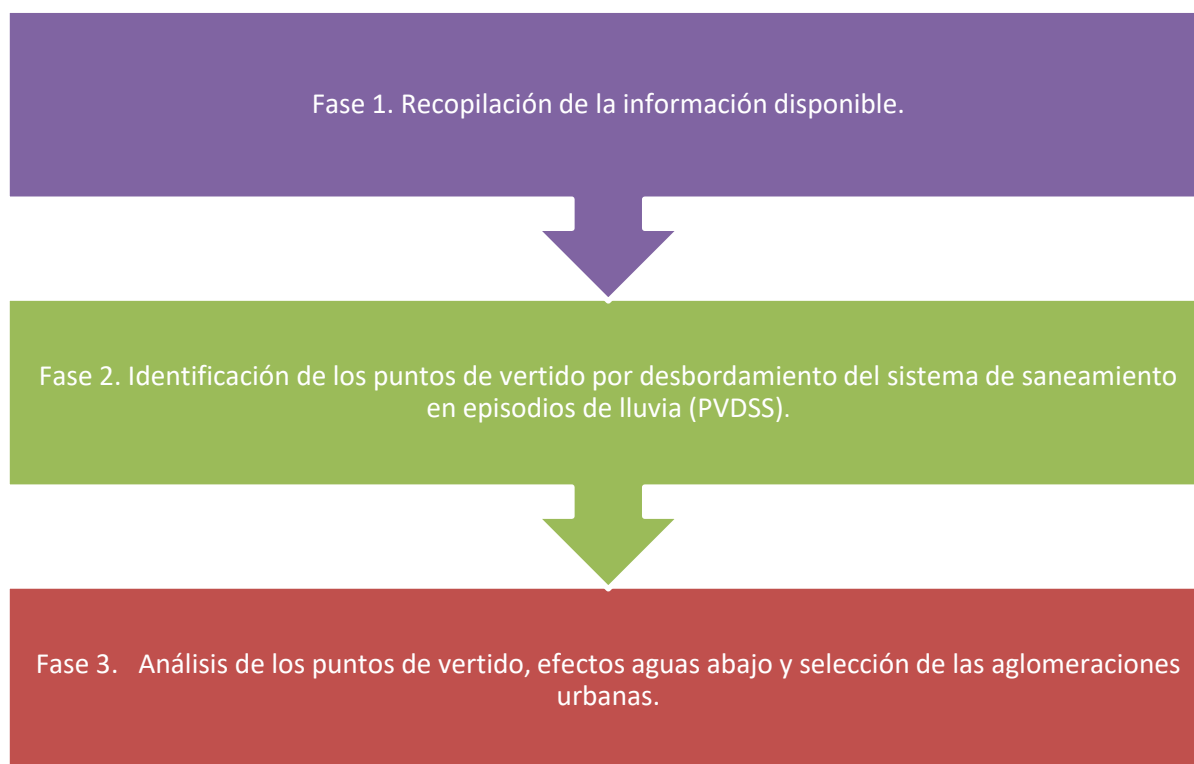 Fase 1. Recopilación de la información disponible.
Fase 2. Identificación de los puntos de vertido por desbordamiento del sistema de saneamiento
en episodios de lluvia (PVDSS).
Fase 3. Análisis de los puntos de vertido, efectos aguas abajo y selección de las aglomeraciones
urbanas.